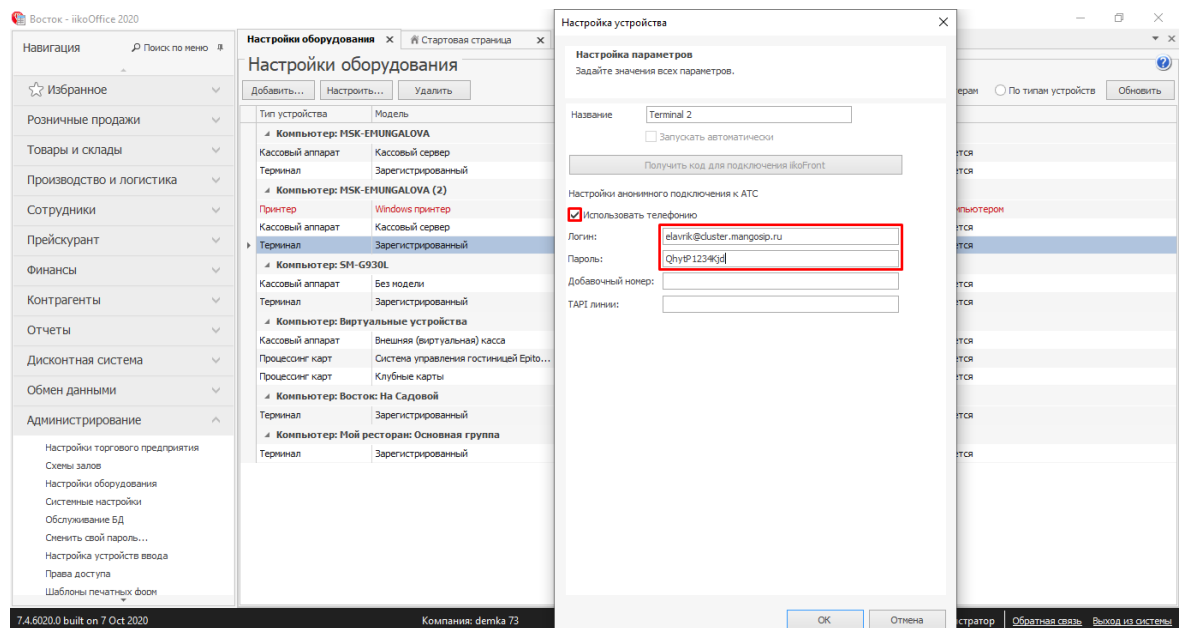 Восток - iikoOffice 2020
Навигация
Поиск по меню
Избранное
Розничные продажи
Товары и склады
Производство и логистика
Сотрудники
Прейскурант
Финансы
Контрагенты
Отчеты
Дисконтная система
Обмен данными
Администрирование
Настройки торгового предприятия
Схемы залов
Настройки оборудования
Системные настройки
Обслуживание БД
Сменить свой пароль...
Настройка устройств ввода
Права доступа
Шаблоны печатных форм
Настройки оборудования
Стартовая страница
Настройки оборудования
Добавить... Настроить... Удалить
По типам устройств Обновить
Тип устройства Модель
Компьютер: MSK-EMUNGALOVA
Кассовый аппарат Кассовый сервер
Терминал Зарегистрированный
Компьютер: MSK-EMUNGALOVA (2)
Принтер Windows принтер
Кассовый аппарат Кассовый сервер
Терминал Зарегистрированный
Компьютер: SM-G930L
Кассовый аппарат Без модели
Терминал Зарегистрированный
Компьютер: Виртуальные устройства
Кассовый аппарат Внешняя (виртуальная) касса
Процессинг карт Система управления гостиницей Epito...
Процессинг карт Клубные карты
Компьютер: Восток: На Садовой
Терминал Зарегистрированный
Компьютер: Мой ресторан: Основная группа
Терминал Зарегистрированный
Настройка устройства
Настройка параметров
Задайте значения всех параметров.
Название Terminal 2
Запускать автоматически
Получить код для подключения iikoFront
Настройки анонимного подключения к АТС
Использовать телефонию
Логин: elavrik@cluster.mangosip.ru
Пароль: QhytP1234Kjd
Добавочный номер:
TAPI линии:
OK Отмена
7.4.6020.0 built on 7 Oct 2020 Компания: demka 73
Обратная связь Выход из системы